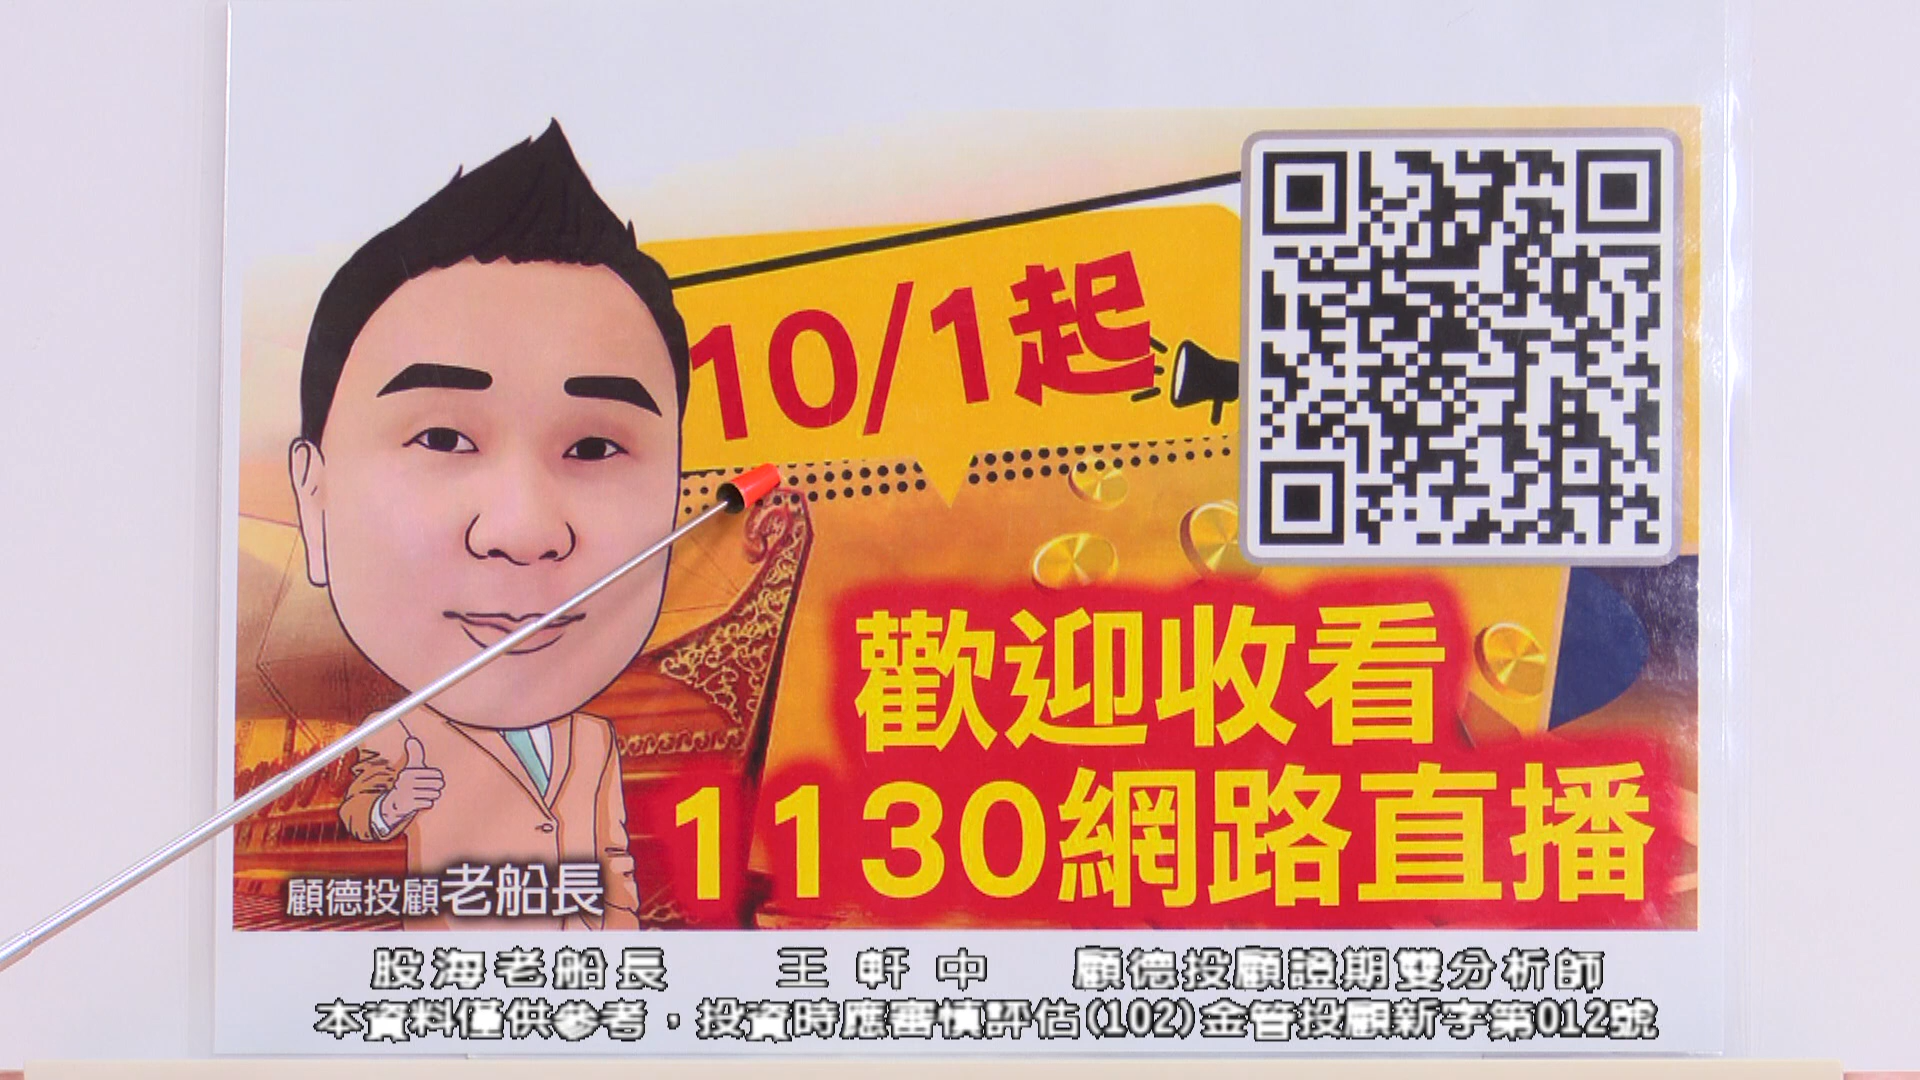 10/1起
歡迎收看
1130網路直播
顧德投顧老船長
股海老船長 王軒中 顧德投顧證期雙分析師
本資料僅供參考，投資時應審慎評估(102)金管投顧新字第012號